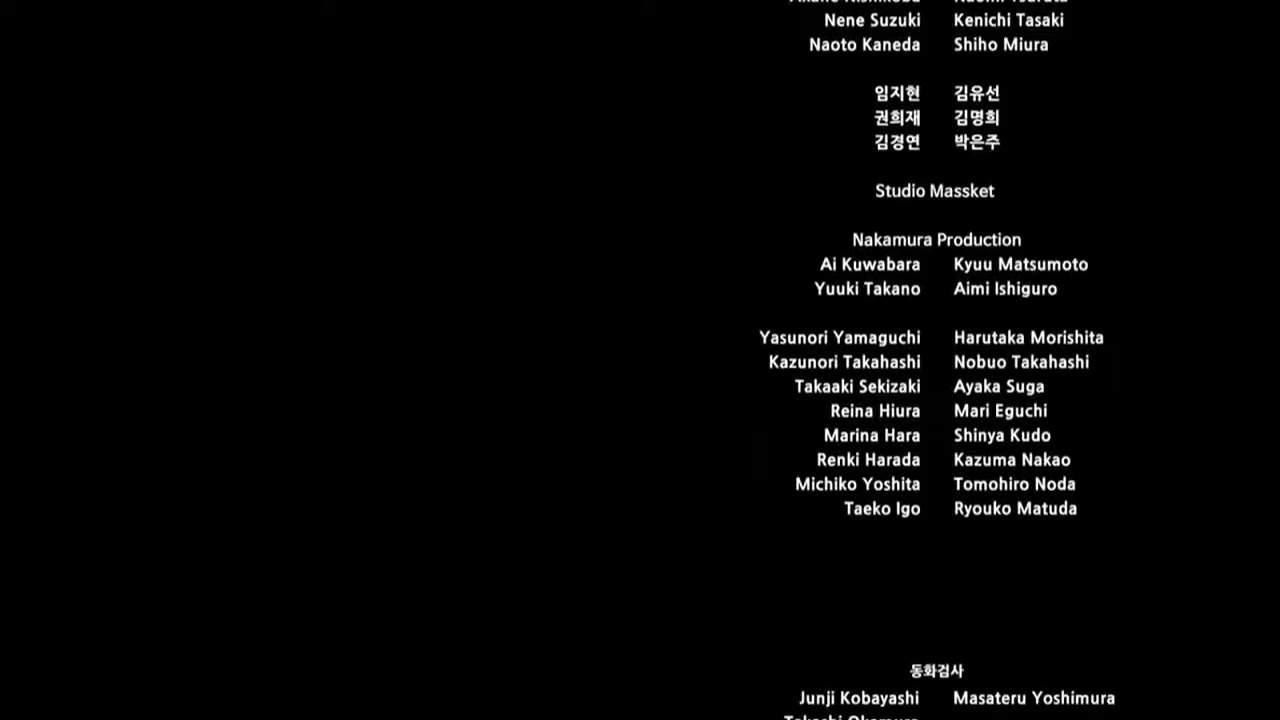 Nene Suzuki Kenichi Tasaki
Naoto Kaneda Shiho Miura
임지현 김유선
권희재 김명희
김경연 박은주
Studio Massket
Nakamura Production
Ai Kuwabara Kyuu Matsumoto
Yuuki Takano Aimi Ishiguro
Yasunori Yamaguchi Harutaka Morishita
Kazunori Takahashi Nobuo Takahashi
Takaaki Sekizaki Ayaka Suga
Reina Hiura Mari Eguchi
Marina Hara Shinya Kudo
Renki Harada Kazuma Nakao
Michiko Yoshita Tomohiro Noda
Taeko Igo Ryouko Matuda
동화검사
Junji Kobayashi Masateru Yoshimura